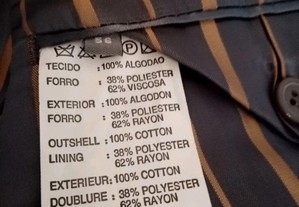 TECIDO : 100% ALGODAO
FORRO : 38% POLIESTER
62% VISCOSA
EXTERIOR : 100% ALGODON
FORRO : 38% POLIESTER
62% RAYON
OUTSHELL : 100% COTTON
LINING : 38% POLYESTER
62% RAYON
EXTERIEUR: 100% COTTON
DOUBLURE : 38% POLYESTER
62% RAYON